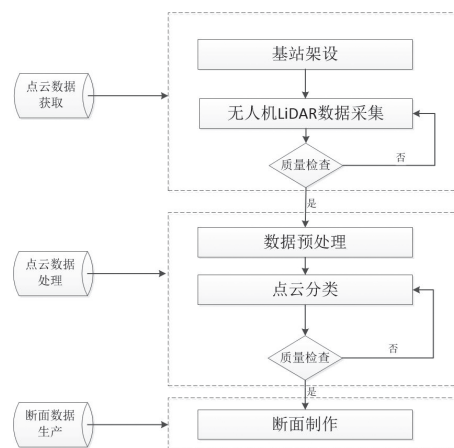 基站架设
点云数据
获取
无人机LiDAR数据采集
质量检查
否
是
数据预处理
点云数据
处理
点云分类
质量检查
否
是
断面数据
生产
断面制作